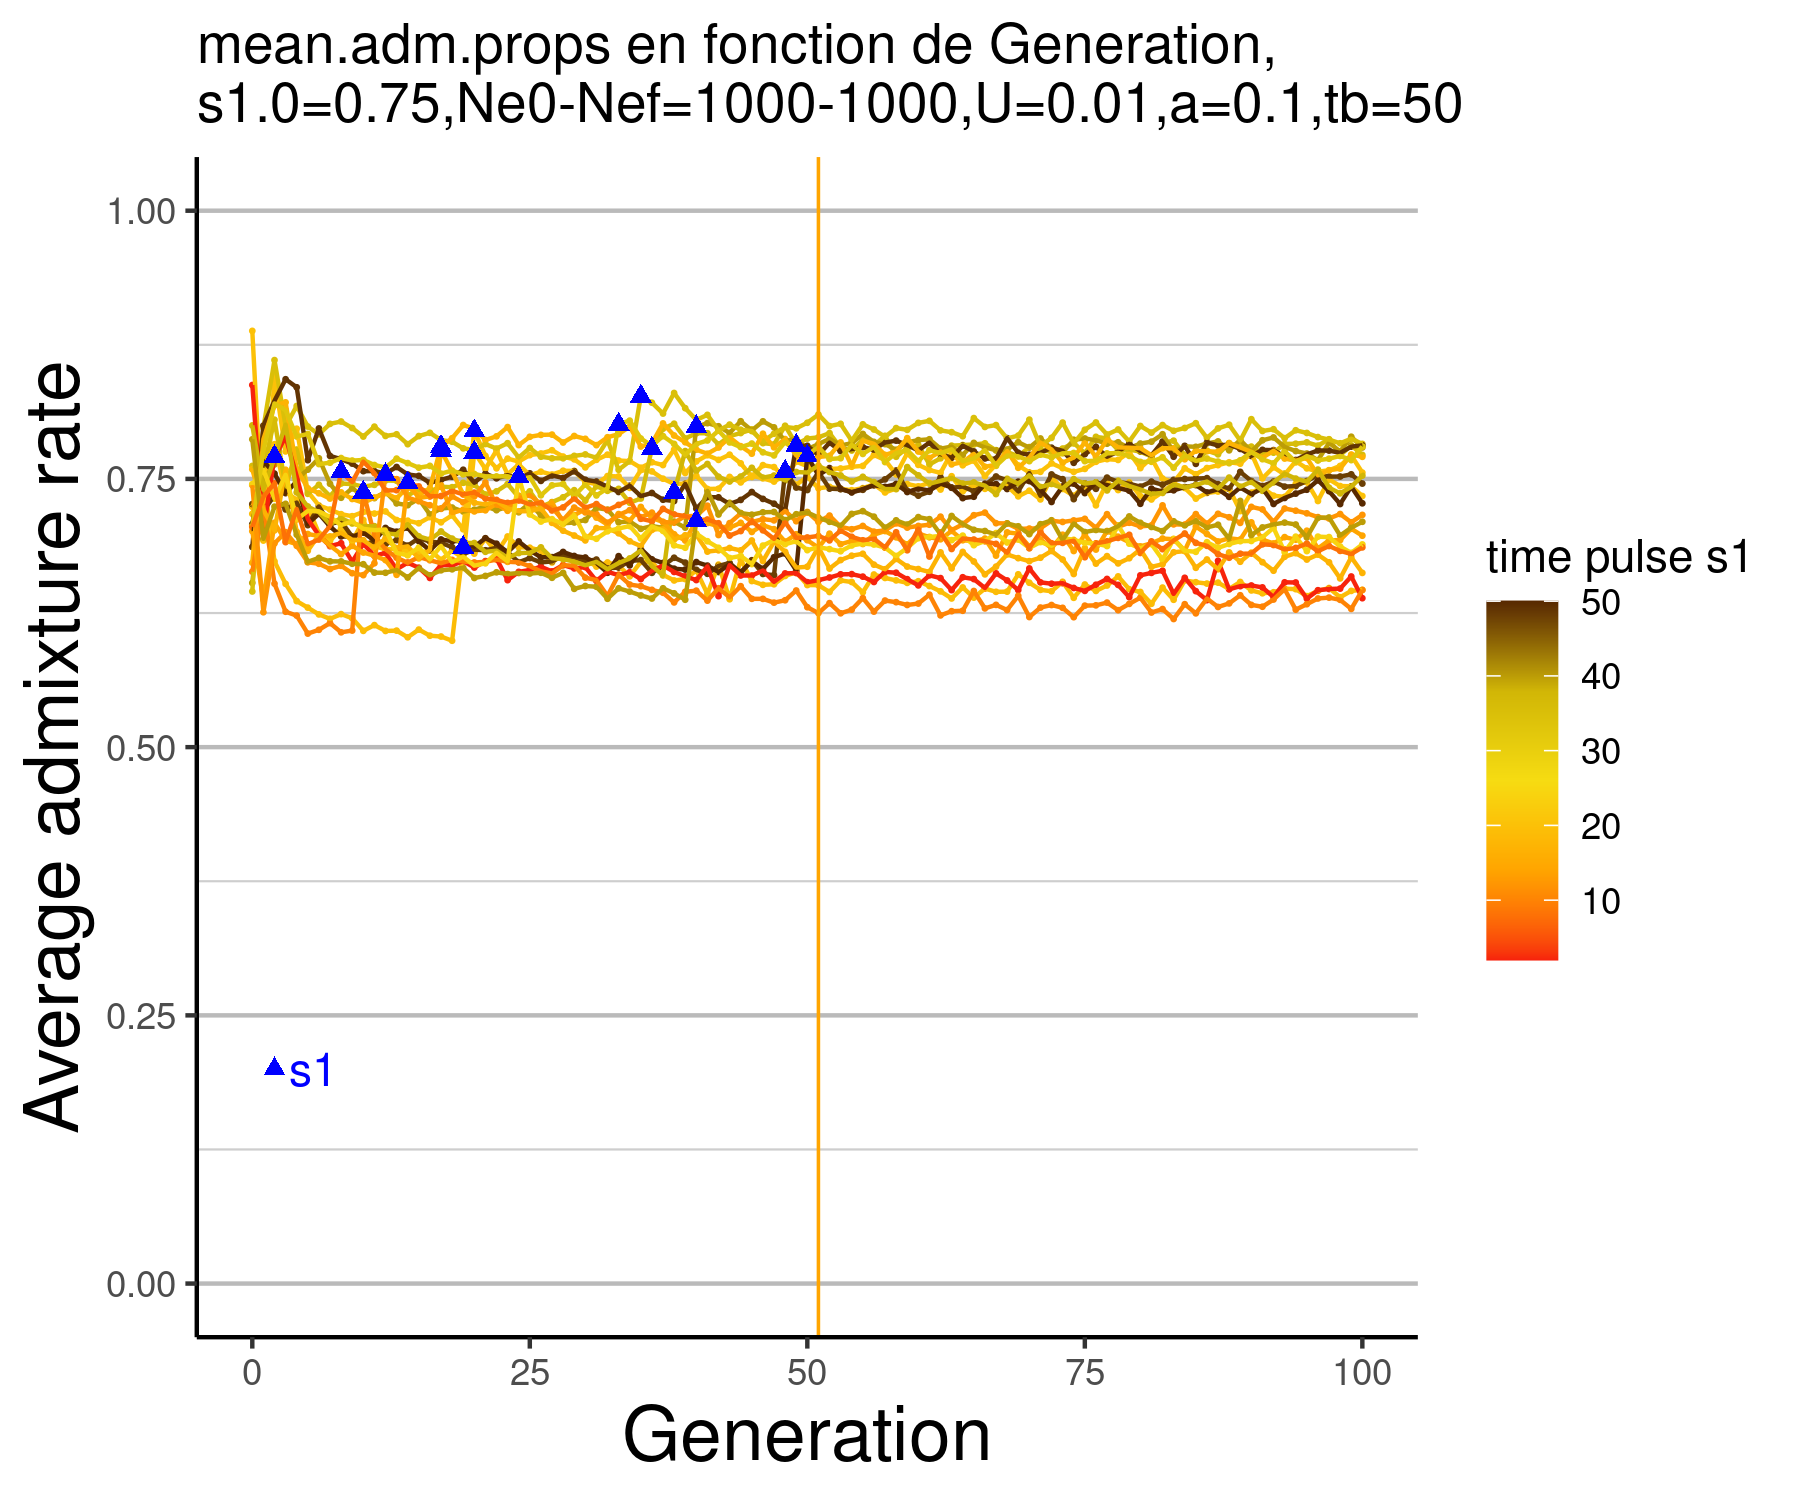 mean.adm.props en fonction de Generation,
s1.0=0.75,Ne0-Nef=1000-1000,U=0.01,a=0.1,tb=50
Average admixture rate
1.00
0.75
0.50
0.25
0.00
s1
0
25
50
75
100
Generation
time pulse s1
50
40
30
20
10